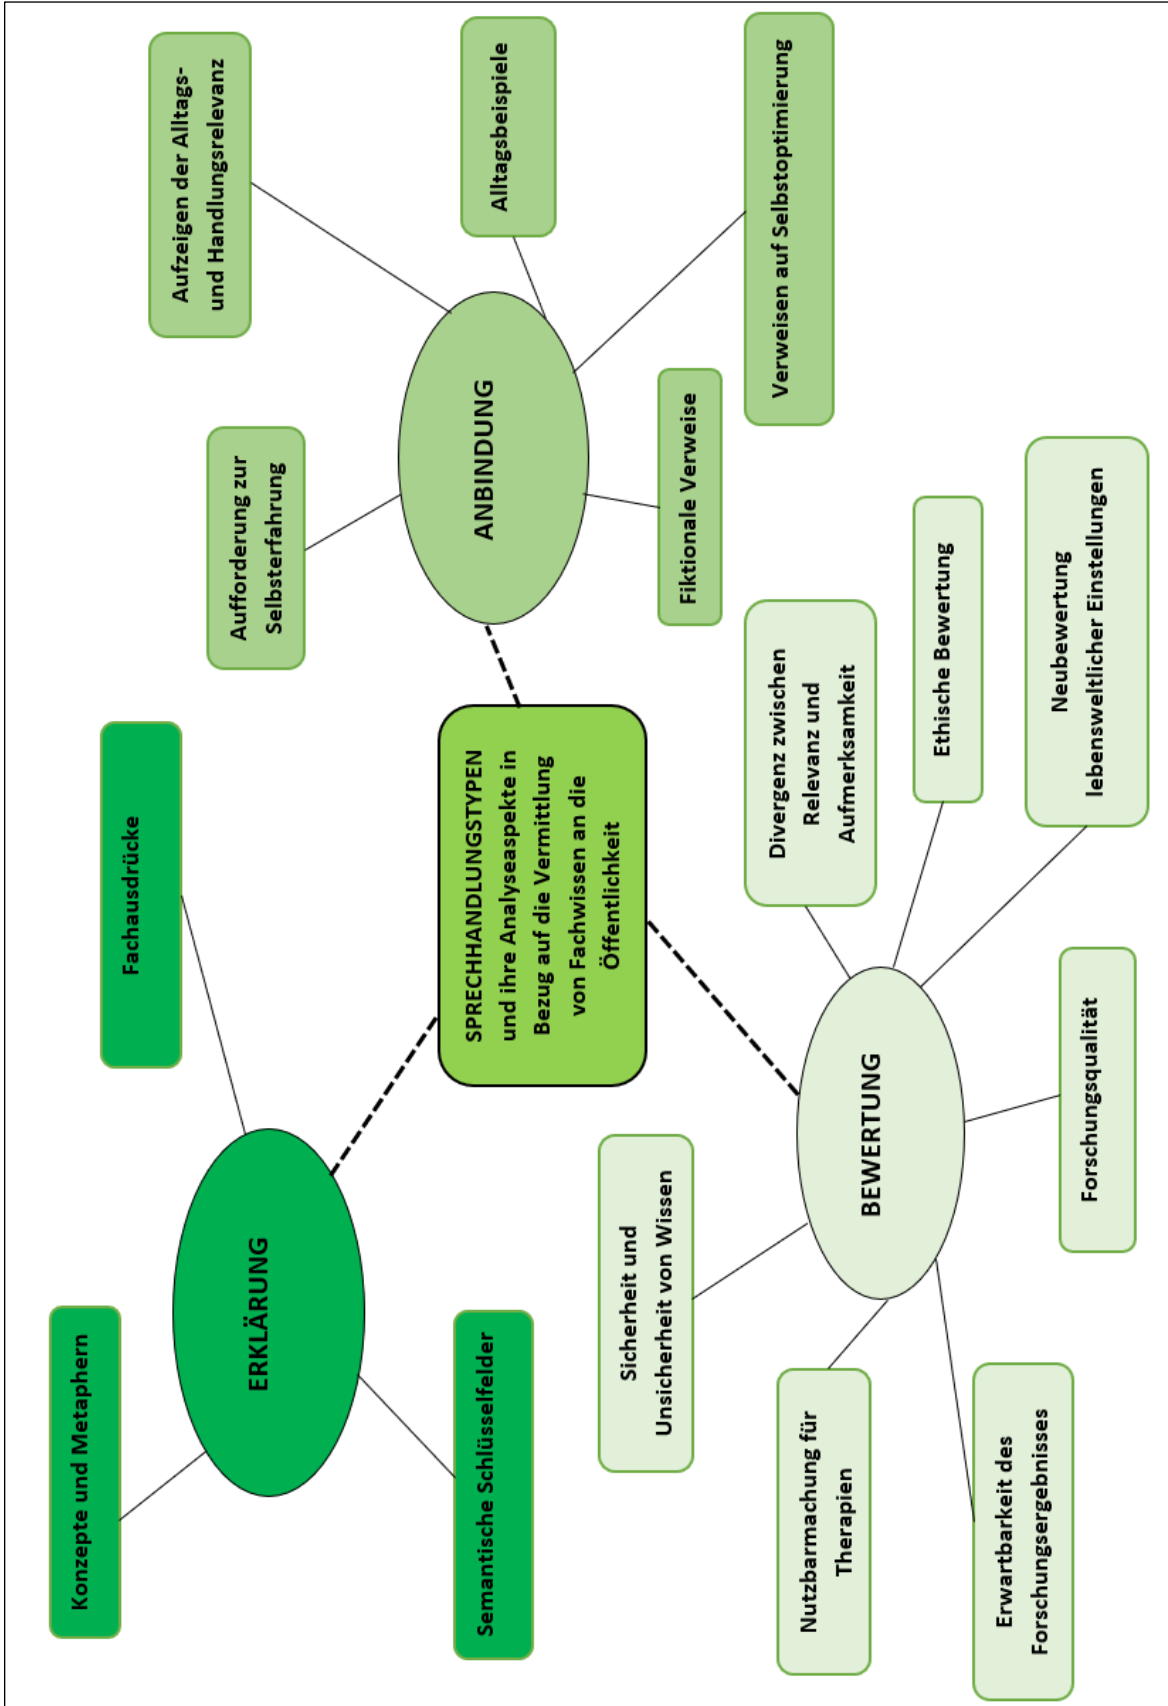 Konzepte und Metaphern
Fachausdrücke
ERKLÄRUNG
Semantische Schlüsselfelder
Aufforderung zur
Selbsterfahrung
Aufzeigen der Alltags-
und Handlungsrelevanz
ANBINDUNG
Alltagsbeispiele
Fiktionale Verweise
Verweisen auf Selbstoptimierung
SPRECHHANDLUNGSTYPEN
und ihre Analyseaspekte in
Bezug auf die Vermittlung
von Fachwissen an die
Öffentlichkeit
Sicherheit und
Unsicherheit von Wissen
Divergenz zwischen
Relevanz und
Aufmerksamkeit
Nutzbarmachung für
Therapien
BEWERTUNG
Ethische Bewertung
Erwartbarkeit des
Forschungsergebnisses
Forschungsqualität
Neubewertung
lebensweltlicher Einstellungen